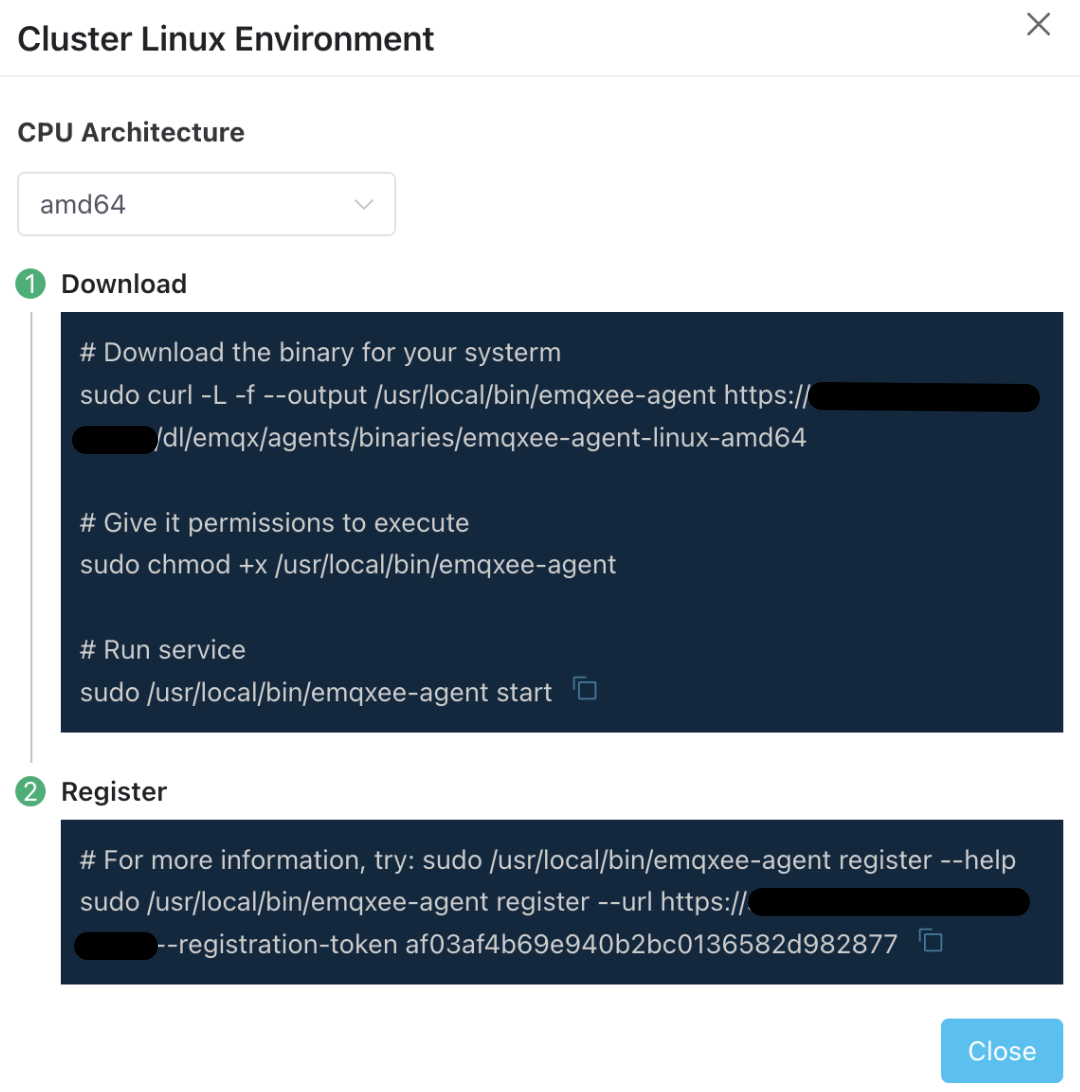 Cluster Linux Environment
CPU Architecture
amd64
1 Download
# Download the binary for your systerm
sudo curl -L -f --output /usr/local/bin/emqxee-agent https://
/dl/emqx/agents/binaries/emqxee-agent-linux-amd64
# Give it permissions to execute
sudo chmod +x /usr/local/bin/emqxee-agent
# Run service
sudo /usr/local/bin/emqxee-agent start
2 Register
# For more information, try: sudo /usr/local/bin/emqxee-agent register --help
sudo /usr/local/bin/emqxee-agent register --url https://
--registration-token af03af4b69e940b2bc0136582d982877
Close